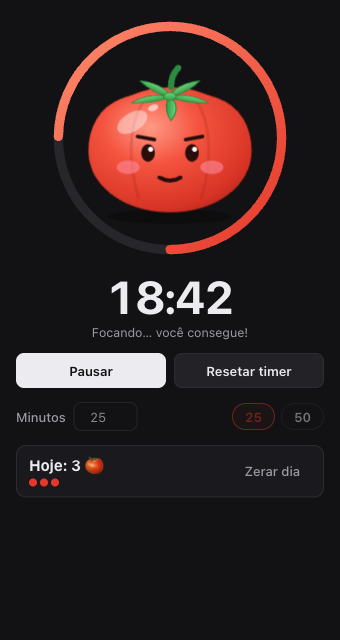 18:42
Focando... você consegue!
Pausar
Resetar timer
Minutos
25
25
50
Hoje: 3 🍅
Zerar dia